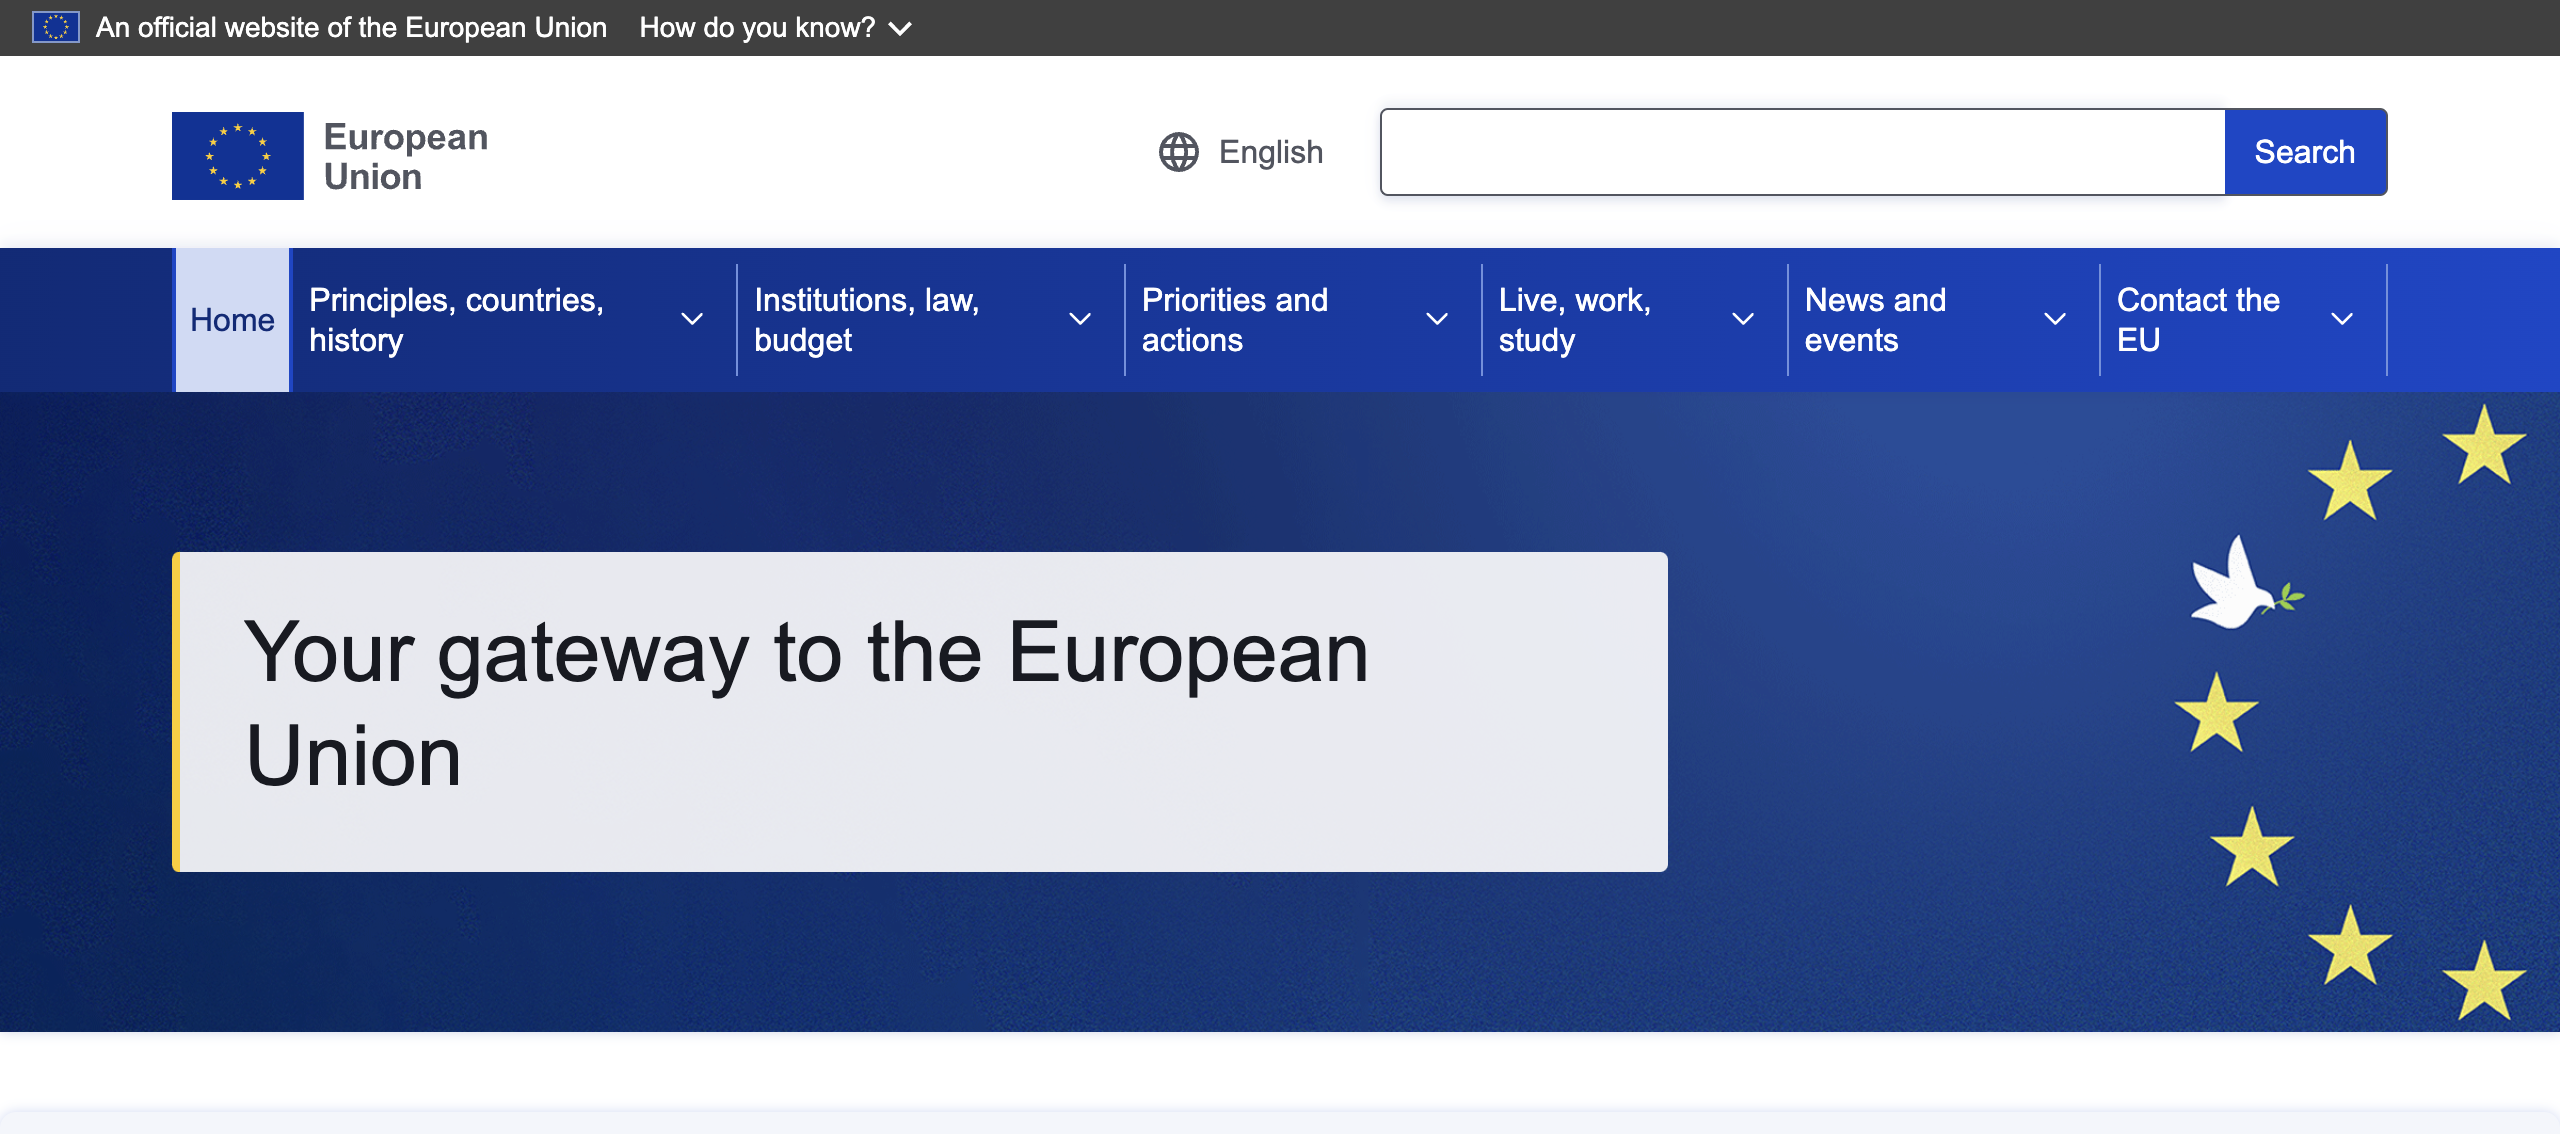 An official website of the European Union How do you know?
European
Union
English
Search
Home
Principles, countries,
history
Institutions, law,
budget
Priorities and
actions
Live, work,
study
News and
events
Contact the
EU
Your gateway to the European
Union